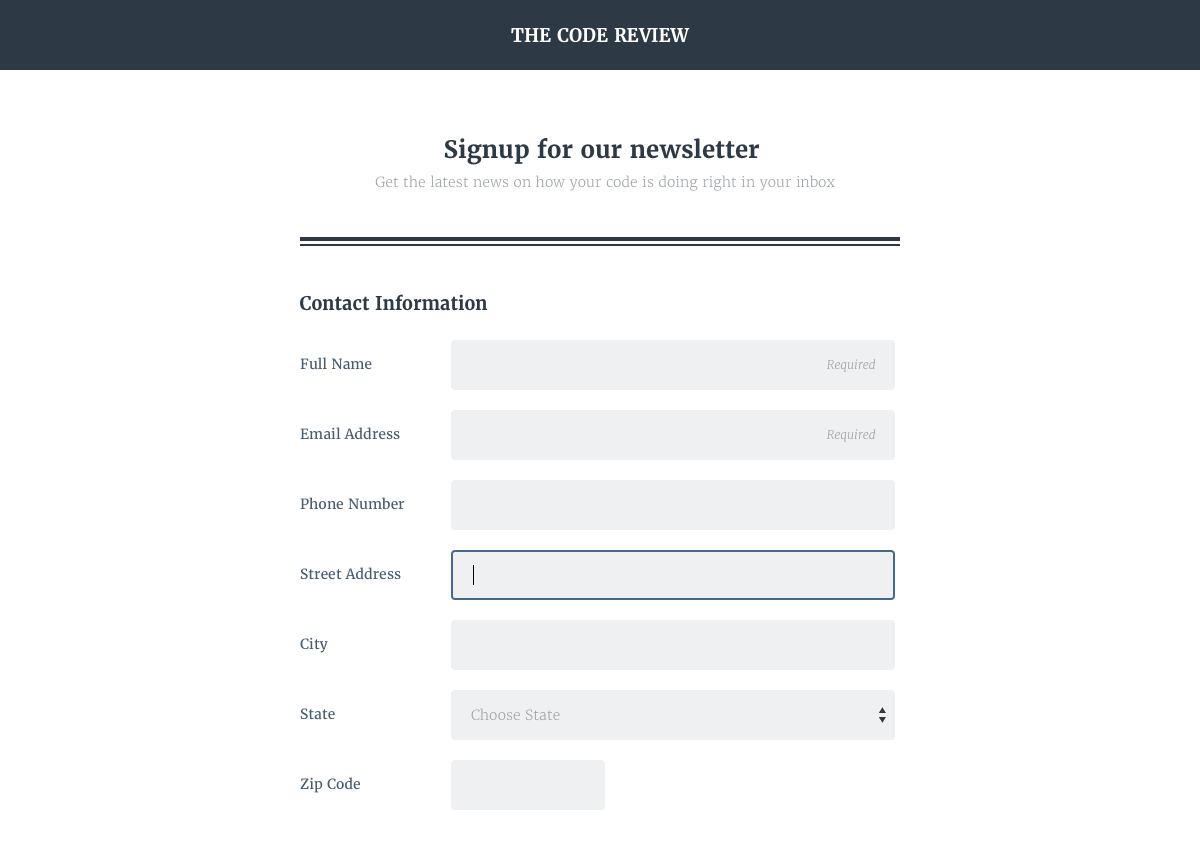 THE CODE REVIEW
Signup for our newsletter
Get the latest news on how your code is doing right in your inbox
Contact Information
Full Name Required
Email Address Required
Phone Number
Street Address
City
State Choose State
Zip Code